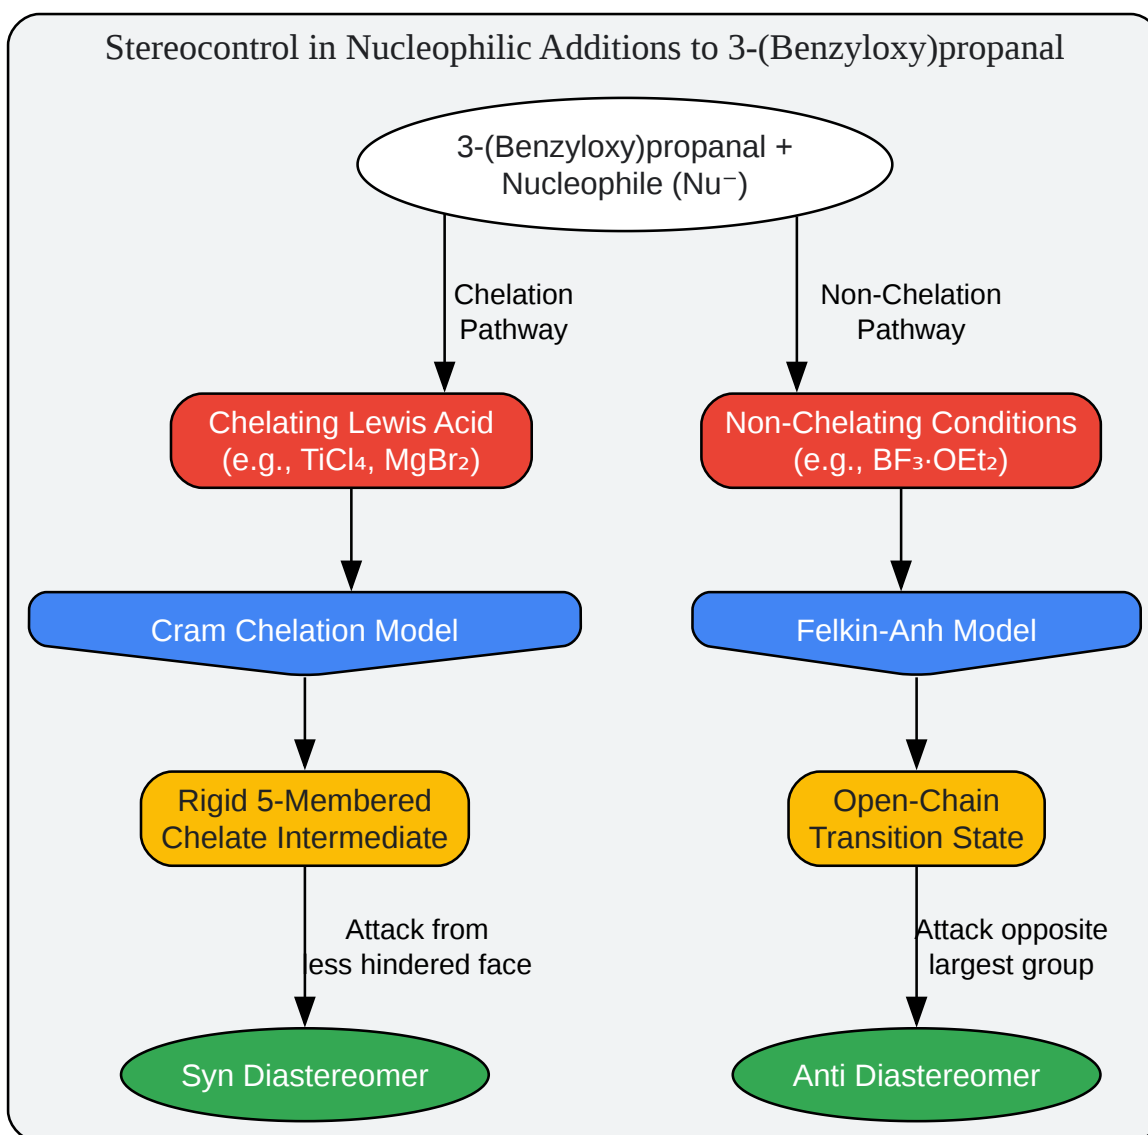 Stereocontrol in Nucleophilic Additions to 3-(Benzyloxy)propanal
3-(Benzyloxy)propanal +
Nucleophile (Nu⁻)
Chelation
Pathway
Non-Chelation
Pathway
Chelating Lewis Acid
(e.g., TiCl₄, MgBr₂)
Non-Chelating Conditions
(e.g., BF₃·OEt₂)
Cram Chelation Model
Felkin-Anh Model
Rigid 5-Membered
Chelate Intermediate
Open-Chain
Transition State
Attack from
less hindered face
Attack opposite
largest group
Syn Diastereomer
Anti Diastereomer